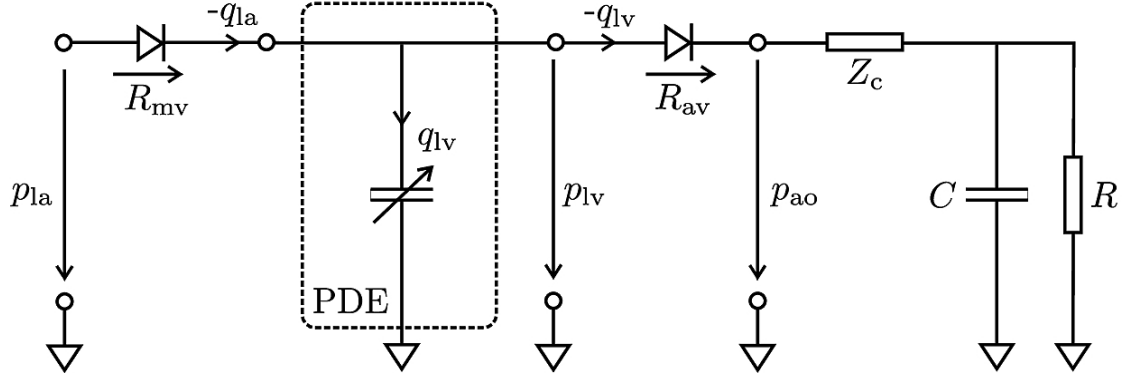 -q_la
-q_lv
R_mv
R_av
Z_c
q_lv
p_la
p_lv
p_ao
C
R
PDE